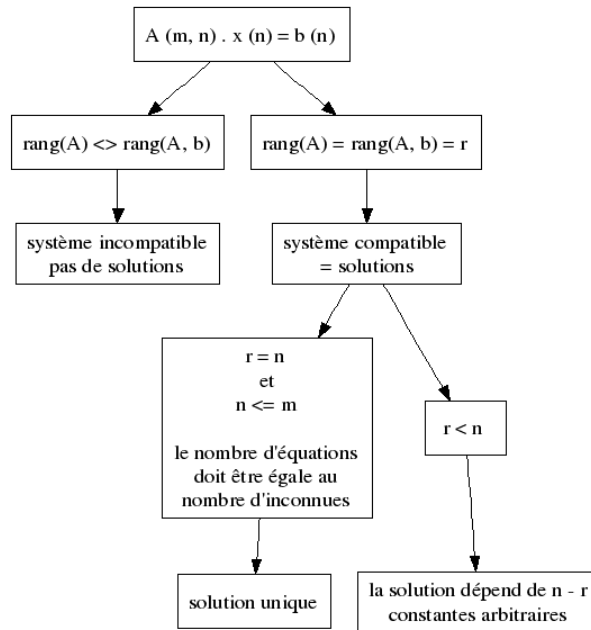 A (m, n) . x (n) = b (n)
rang(A) <> rang(A, b)
rang(A) = rang(A, b) = r
système incompatible
pas de solutions
système compatible
= solutions
r = n
et
n <= m
le nombre d'équations
doit être égale au
nombre d'inconnues
r < n
solution unique
la solution dépend de n - r
constantes arbitraires